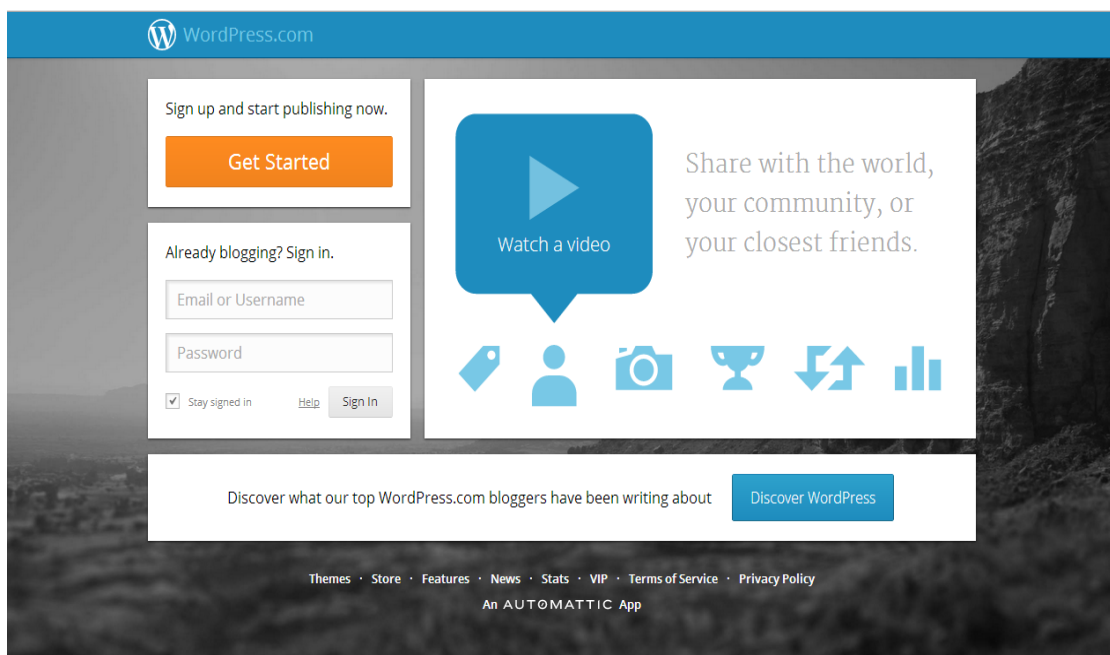 WordPress.com
Sign up and start publishing now.
Get Started
Already blogging? Sign in.
Email or Username
Password
Stay signed in
Help
Sign In
Watch a video
Share with the world,
your community, or
your closest friends.
Discover what our top WordPress.com bloggers have been writing about
Discover WordPress
Themes · Store · Features · News · Stats · VIP · Terms of Service · Privacy Policy
An AUTOMATTIC App